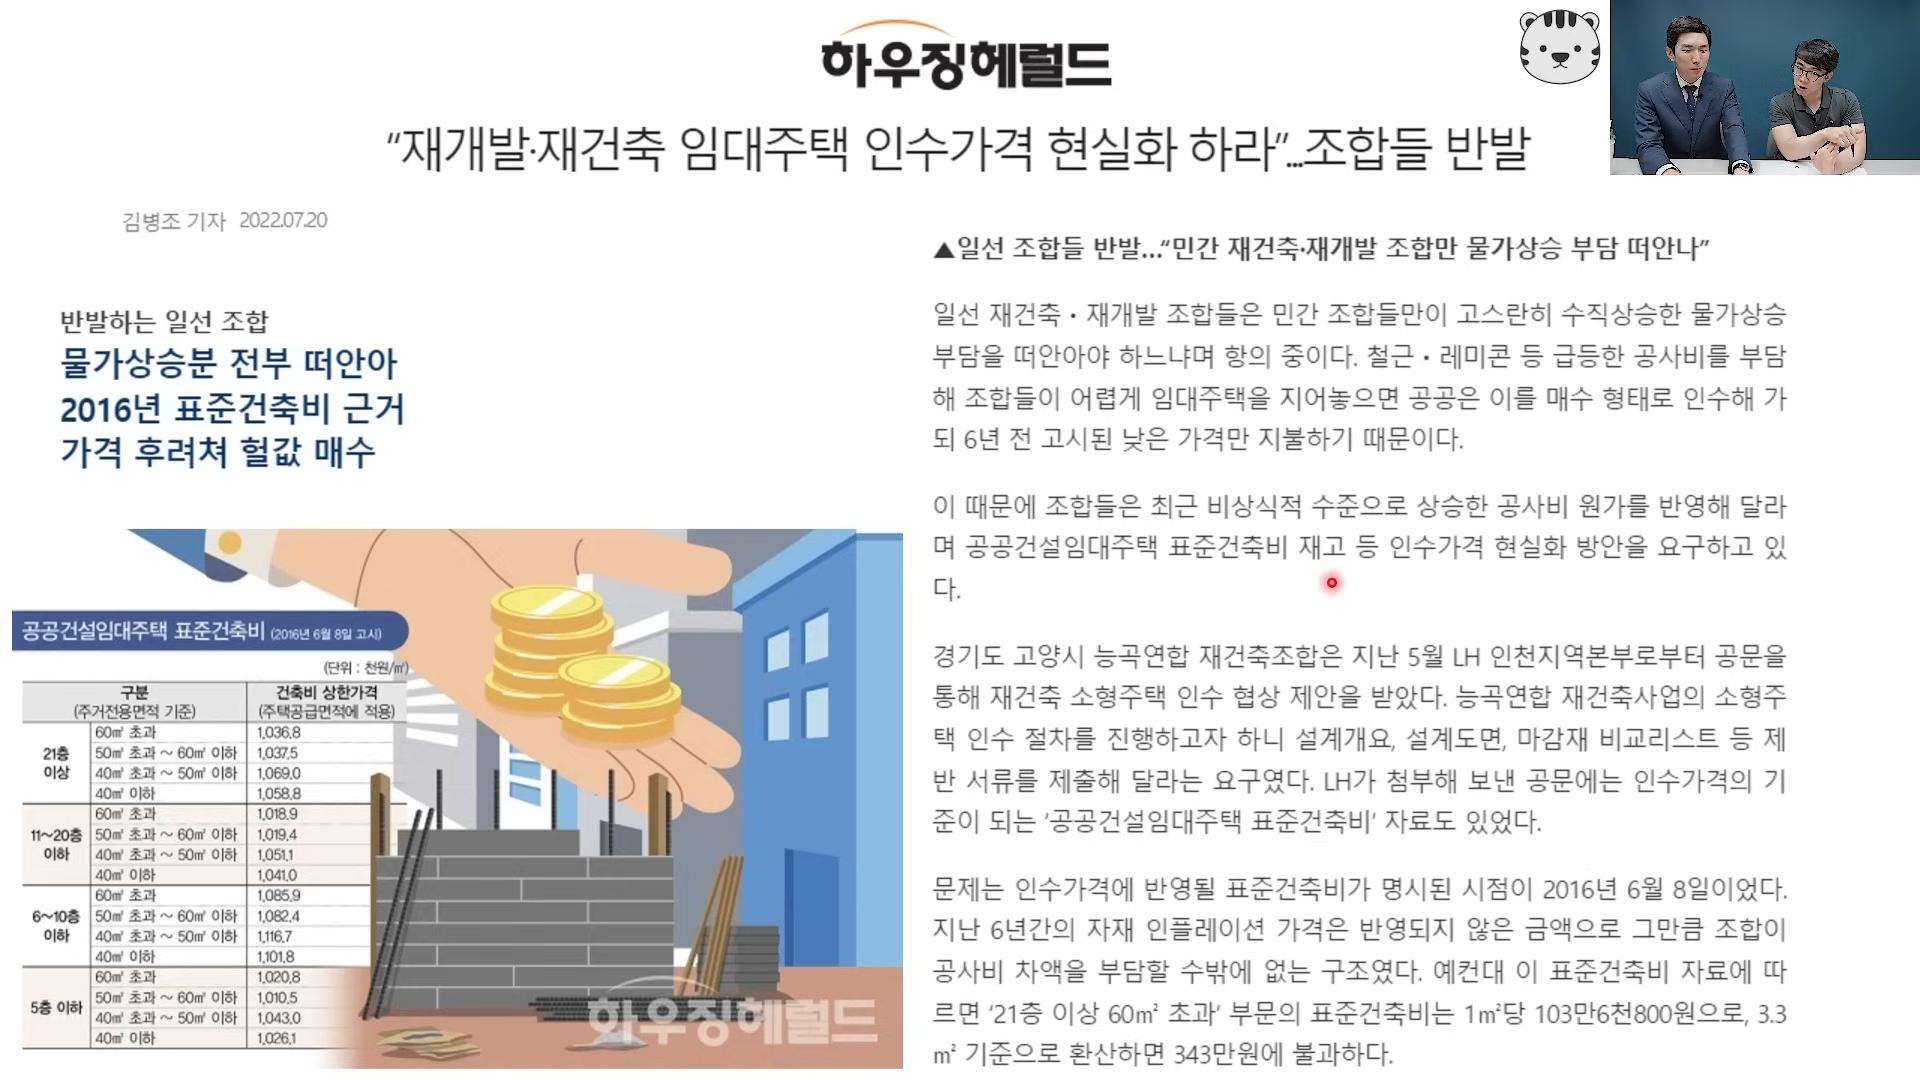 하우징헤럴드
“재개발·재건축 임대주택 인수가격 현실화 하라”...조합들 반발
김병조 기자 2022.07.20
반발하는 일선 조합
물가상승분 전부 떠안아
2016년 표준건축비 근거
가격 후려쳐 헐값 매수
공공건설임대주택 표준건축비 (2016년 6월 8일 고시)
(단위 : 천원/㎡)
구분 건축비 상한가격
(주거전용면적 기준) (주택공급면적에 적용)
21층 이상
60㎡ 초과 1,036.8
50㎡ 초과 ~ 60㎡ 이하 1,037.5
40㎡ 초과 ~ 50㎡ 이하 1,069.0
40㎡ 이하 1,058.8
11~20층 이하
60㎡ 초과 1,018.9
50㎡ 초과 ~ 60㎡ 이하 1,019.4
40㎡ 초과 ~ 50㎡ 이하 1,051.1
40㎡ 이하 1,041.0
6~10층 이하
60㎡ 초과 1,085.9
50㎡ 초과 ~ 60㎡ 이하 1,082.4
40㎡ 초과 ~ 50㎡ 이하 1,116.7
40㎡ 이하 1,101.8
5층 이하
60㎡ 초과 1,020.8
50㎡ 초과 ~ 60㎡ 이하 1,010.5
40㎡ 초과 ~ 50㎡ 이하 1,043.0
40㎡ 이하 1,026.1
하우징헤럴드
▲일선 조합들 반발...“민간 재건축·재개발 조합만 물가상승 부담 떠안나”
일선 재건축·재개발 조합들은 민간 조합들만이 고스란히 수직상승한 물가상승
부담을 떠안아야 하느냐며 항의 중이다. 철근·레미콘 등 급등한 공사비를 부담
해 조합들이 어렵게 임대주택을 지어놓으면 공공은 이를 매수 형태로 인수해 가
되 6년 전 고시된 낮은 가격만 지불하기 때문이다.
이 때문에 조합들은 최근 비상식적 수준으로 상승한 공사비 원가를 반영해 달라
며 공공건설임대주택 표준건축비 재고 등 인수가격 현실화 방안을 요구하고 있
다.
경기도 고양시 능곡연합 재건축조합은 지난 5월 LH 인천지역본부로부터 공문을
통해 재건축 소형주택 인수 협상 제안을 받았다. 능곡연합 재건축사업의 소형주
택 인수 절차를 진행하고자 하니 설계개요, 설계도면, 마감재 비교리스트 등 제
반 서류를 제출해 달라는 요구였다. LH가 첨부해 보낸 공문에는 인수가격의 기
준이 되는 ‘공공건설임대주택 표준건축비’ 자료도 있었다.
문제는 인수가격에 반영될 표준건축비가 명시된 시점이 2016년 6월 8일이었다.
지난 6년간의 자재 인플레이션 가격은 반영되지 않은 금액으로 그만큼 조합이
공사비 차액을 부담할 수밖에 없는 구조였다. 예컨대 이 표준건축비 자료에 따
르면 ‘21층 이상 60㎡ 초과’ 부문의 표준건축비는 1㎡당 103만6천800원으로, 3.3
㎡ 기준으로 환산하면 343만원에 불과하다.